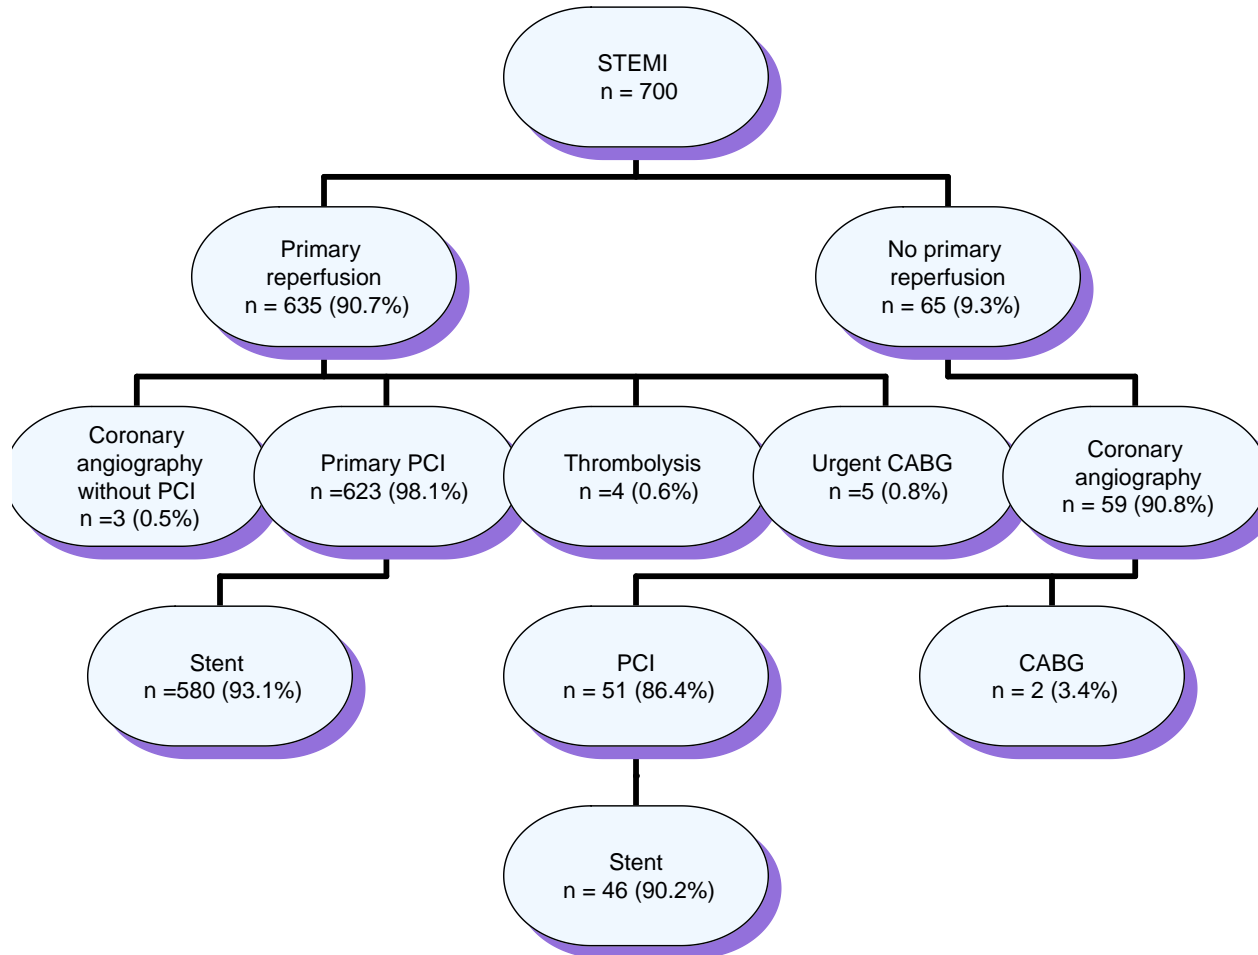 STEMI
n = 700
Primary
reperfusion
n = 635 (90.7%)
No primary
reperfusion
n = 65 (9.3%)
Coronary
angiography
without PCI
n =3 (0.5%)
Primary PCI
n =623 (98.1%)
Thrombolysis
n =4 (0.6%)
Urgent CABG
n =5 (0.8%)
Coronary
angiography
n = 59 (90.8%)
Stent
n =580 (93.1%)
PCI
n = 51 (86.4%)
CABG
n = 2 (3.4%)
Stent
n = 46 (90.2%)